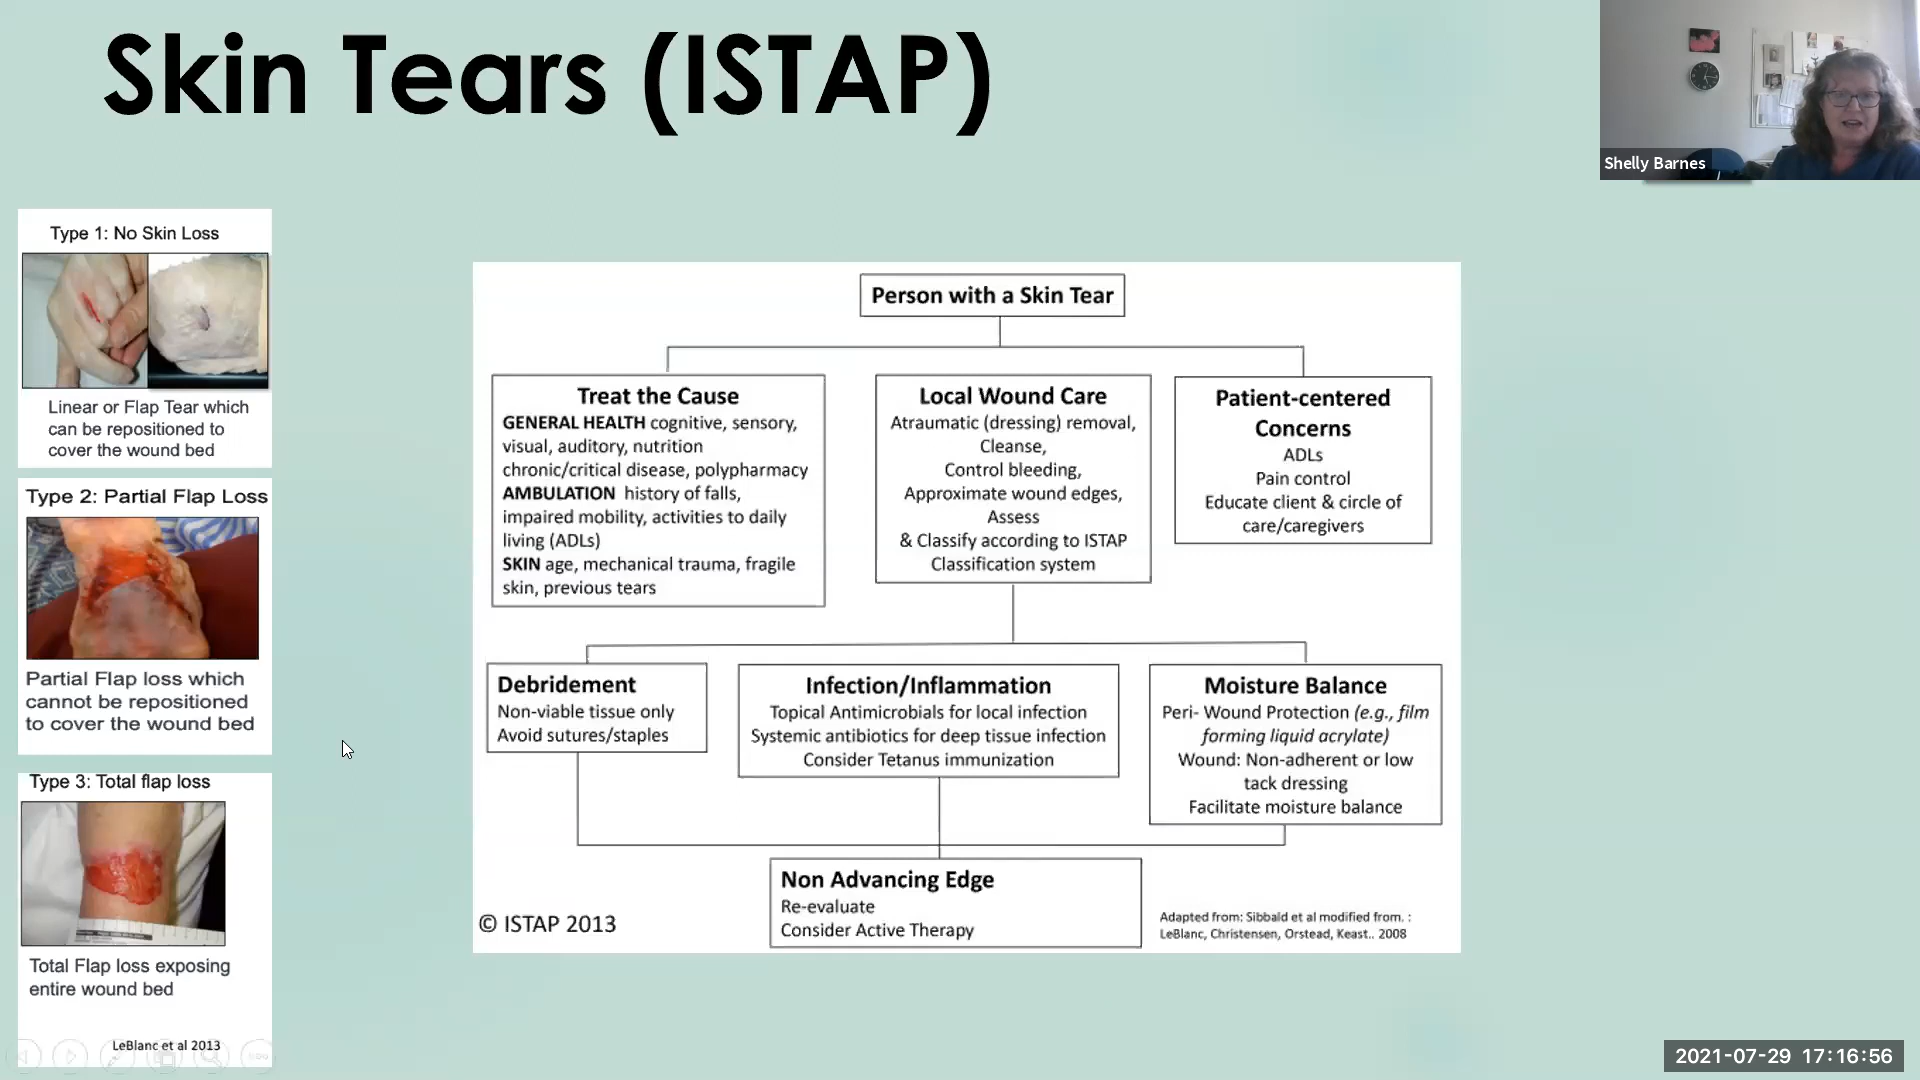 Skin Tears (ISTAP)
Shelly Barnes
Type 1: No Skin Loss
Linear or Flap Tear which
can be repositioned to
cover the wound bed
Type 2: Partial Flap Loss
Partial Flap loss which
cannot be repositioned
to cover the wound bed
Type 3: Total flap loss
Total Flap loss exposing
entire wound bed
LeBlanc et al 2013
Person with a Skin Tear
Treat the Cause
GENERAL HEALTH cognitive, sensory,
visual, auditory, nutrition
chronic/critical disease, polypharmacy
AMBULATION history of falls,
impaired mobility, activities to daily
living (ADLs)
SKIN age, mechanical trauma, fragile
skin, previous tears
Local Wound Care
Atraumatic (dressing) removal,
Cleanse,
Control bleeding,
Approximate wound edges,
Assess
& Classify according to ISTAP
Classification system
Patient-centered
Concerns
ADLs
Pain control
Educate client & circle of
care/caregivers
Debridement
Non-viable tissue only
Avoid sutures/staples
Infection/Inflammation
Topical Antimicrobials for local infection
Systemic antibiotics for deep tissue infection
Consider Tetanus immunization
Moisture Balance
Peri- Wound Protection (e.g., film
forming liquid acrylate)
Wound: Non-adherent or low
tack dressing
Facilitate moisture balance
Non Advancing Edge
Re-evaluate
Consider Active Therapy
© ISTAP 2013
Adapted from: Sibbald et al modified from. :
LeBlanc, Christensen, Orstead, Keast.. 2008
2021-07-29 17:16:56